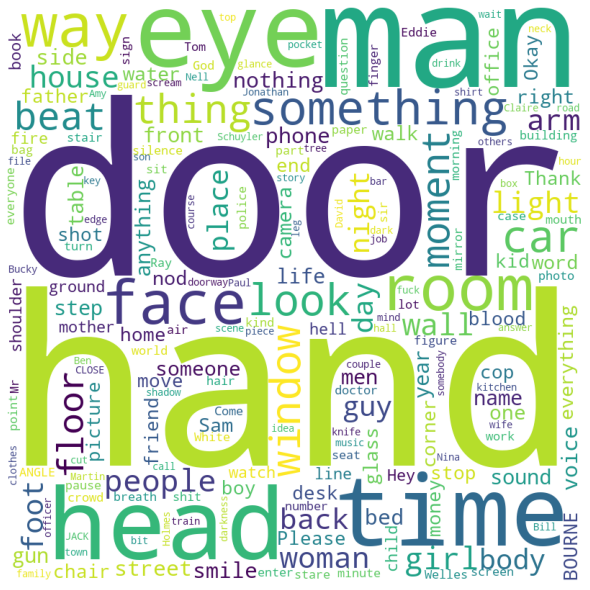 book
sign
Tom
way
eye
man
God
Nell
pocket
question
Eddie
top
wait
neck
side
house
water
office
Okay
glance
drink
guard
scream
finger
shirt
Claire
road
father
Amy
nothing
Jonathan
right
beat
thing
something
arm
fire
stair
front
phone
paper
walk
building
others
bag
silence
Schuyler
part
end
tree
Thank
everyone
file
key
son
sit
story
bar
moment
morning
hour
door
table
edge
course
police
David
sir
dark
job
night
light
box
mouth
shot
turn
anything
place
camera
leg
mirror
case
car
Bucky
Ray
doorway
Paul
kid
word
photo
shoulder
ground
nod
life
mind
lot
room
step
face
look
day
fuck
answer
mother
home
air
scene
kind
piece
hell
hall
wall
blood
Mr
Ben
CLOSE
world
someone
window
couple
figure
somebody
hand
point
floor
picture
move
hair
shadow
doctor
men
kitchen
cop
year
name
everything
friend
Sam
Come
White
idea
knife
music
guy
wife
one
work
clothes
ANGLE
cut
Martin
call
watch
glass
seat
corner
Nina
voice
people
pause
crowd
breath
shit
boy
line
stop
sound
Hey
foot
officer
JACK
town
bit
train
Holmes
darkness
number
desk
back
Please
bed
child
money
time
Bill
BOURNE
head
woman
girl
body
gun
chair
street
smile
enter
stare
minute
Welles
screen
family